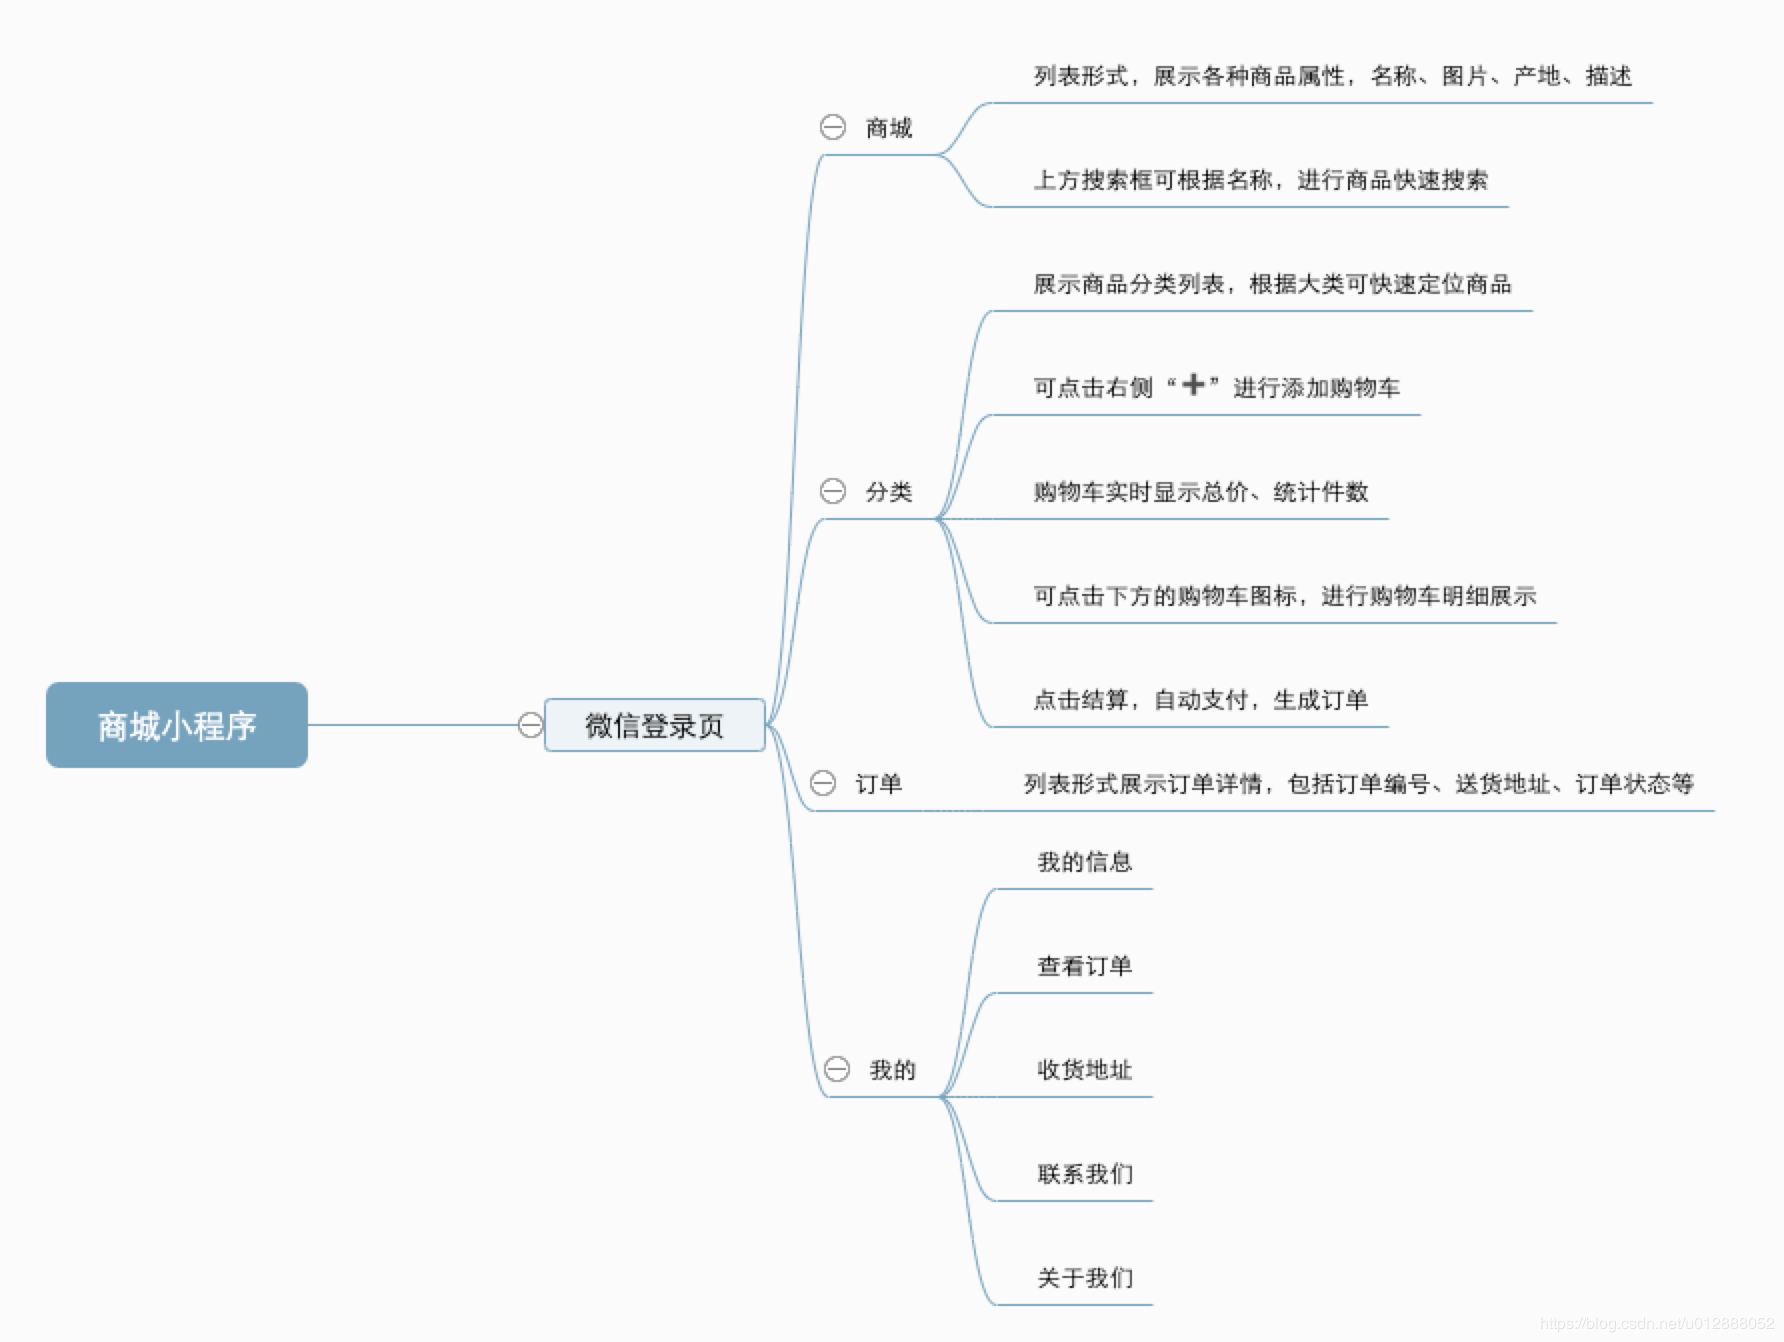 商城小程序
微信登录页
商城
列表形式，展示各种商品属性，名称、图片、产地、描述
上方搜索框可根据名称，进行商品快速搜索
分类
展示商品分类列表，根据大类可快速定位商品
可点击右侧“➕”进行添加购物车
购物车实时显示总价、统计件数
可点击下方的购物车图标，进行购物车明细展示
点击结算，自动支付，生成订单
订单
列表形式展示订单详情，包括订单编号、送货地址、订单状态等
我的
我的信息
查看订单
收货地址
联系我们
关于我们
https://blog.csdn.net/u012888052